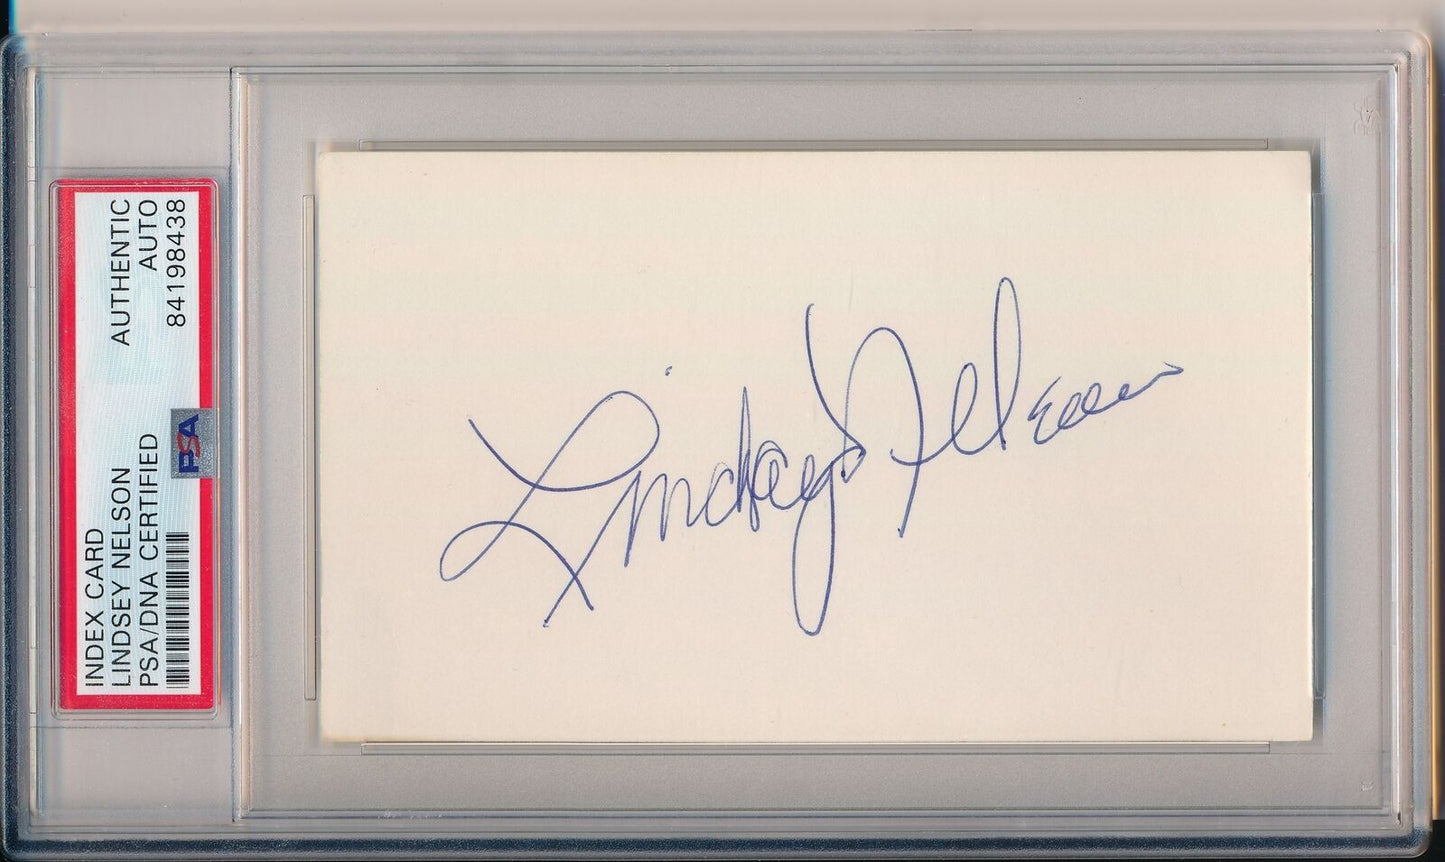 INDEX CARD
LINDSEY NELSON
PSA/DNA CERTIFIED
AUTHENTIC
AUTO
84198438
PSA
Lindsey Nelson